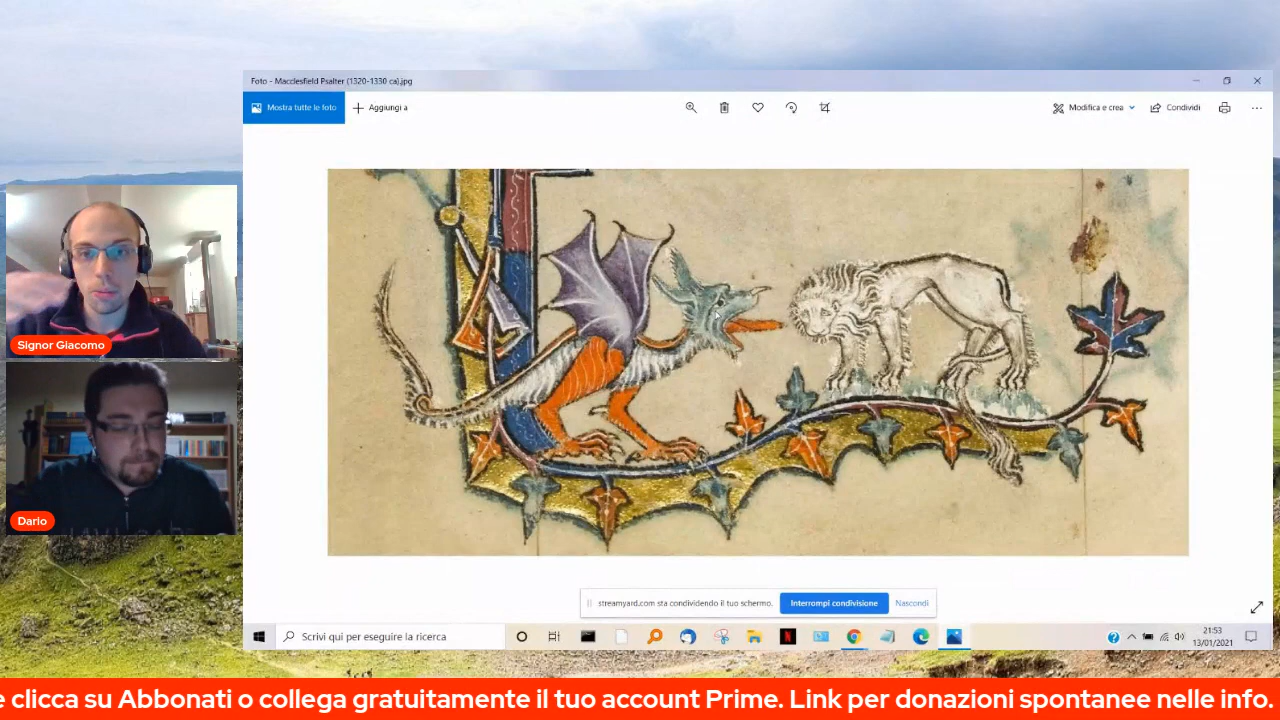 Foto - Macclesfield Psalter (1320-1330 ca).jpg
Mostra tutte le foto
Aggiungi a
Modifica e crea
Condividi
Signor Giacomo
Dario
streamyard.com sta condividendo il tuo schermo.
Interrompi condivisione
Nascondi
Scrivi qui per eseguire la ricerca
21:53
13/01/2021
e clicca su Abbonati o collega gratuitamente il tuo account Prime. Link per donazioni spontanee nelle info.